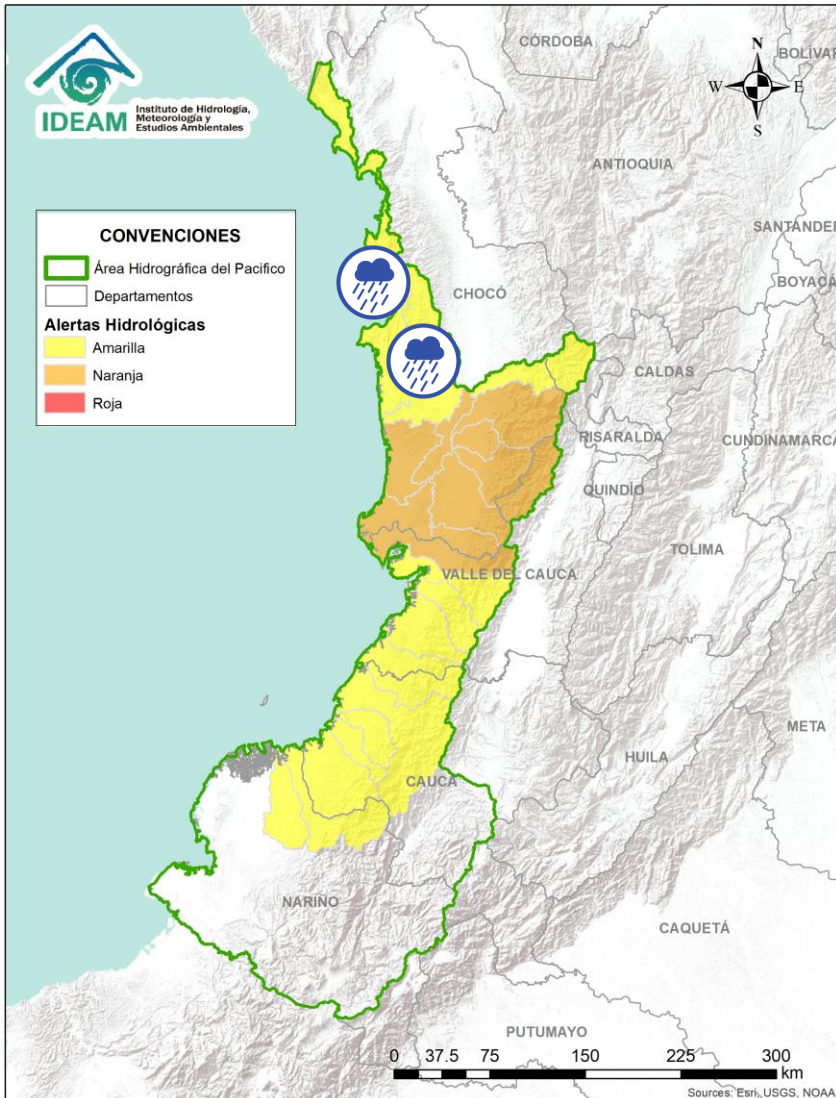 IDEAM
Instituto de Hidrología,
Meteorología y
Estudios Ambientales
CONVENCIONES
Área Hidrográfica del Pacifico
Departamentos
Alertas Hidrológicas
Amarilla
Naranja
Roja
N
W
E
S
CÓRDOBA
BOLÍVAR
ANTIOQUIA
SANTANDER
BOYACÁ
CHOCÓ
CALDAS
RISARALDA
CUNDINAMARCA
QUINDÍO
TOLIMA
VALLE DEL CAUCA
META
HUILA
CAUCA
NARIÑO
CAQUETÁ
PUTUMAYO
0 37.5 75 150 225 300
km
Sources: Esri, USGS, NOAA